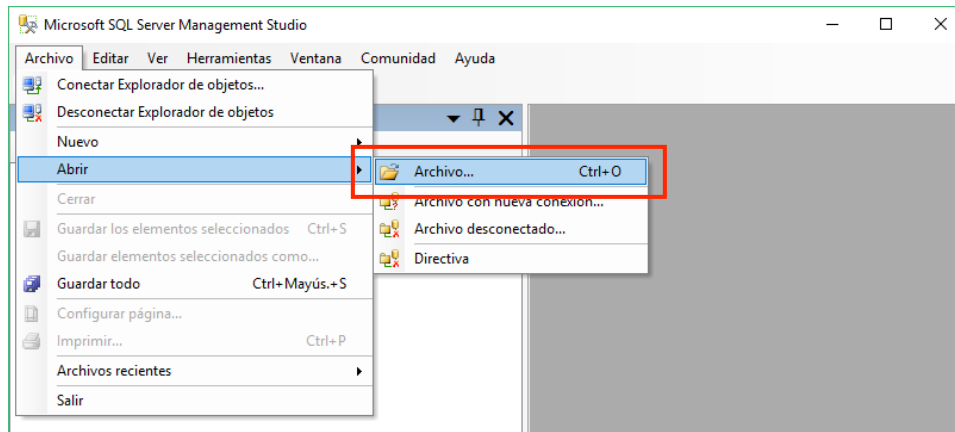 Microsoft SQL Server Management Studio
Archivo Editar Ver Herramientas Ventana Comunidad Ayuda
Conectar Explorador de objetos...
Desconectar Explorador de objetos
Nuevo
Abrir
Archivo... Ctrl+O
Cerrar
Archivo con nueva conexión...
Guardar los elementos seleccionados Ctrl+S
Archivo desconectado...
Guardar elementos seleccionados como...
Directiva
Guardar todo Ctrl+Mayús.+S
Configurar página...
Imprimir... Ctrl+P
Archivos recientes
Salir